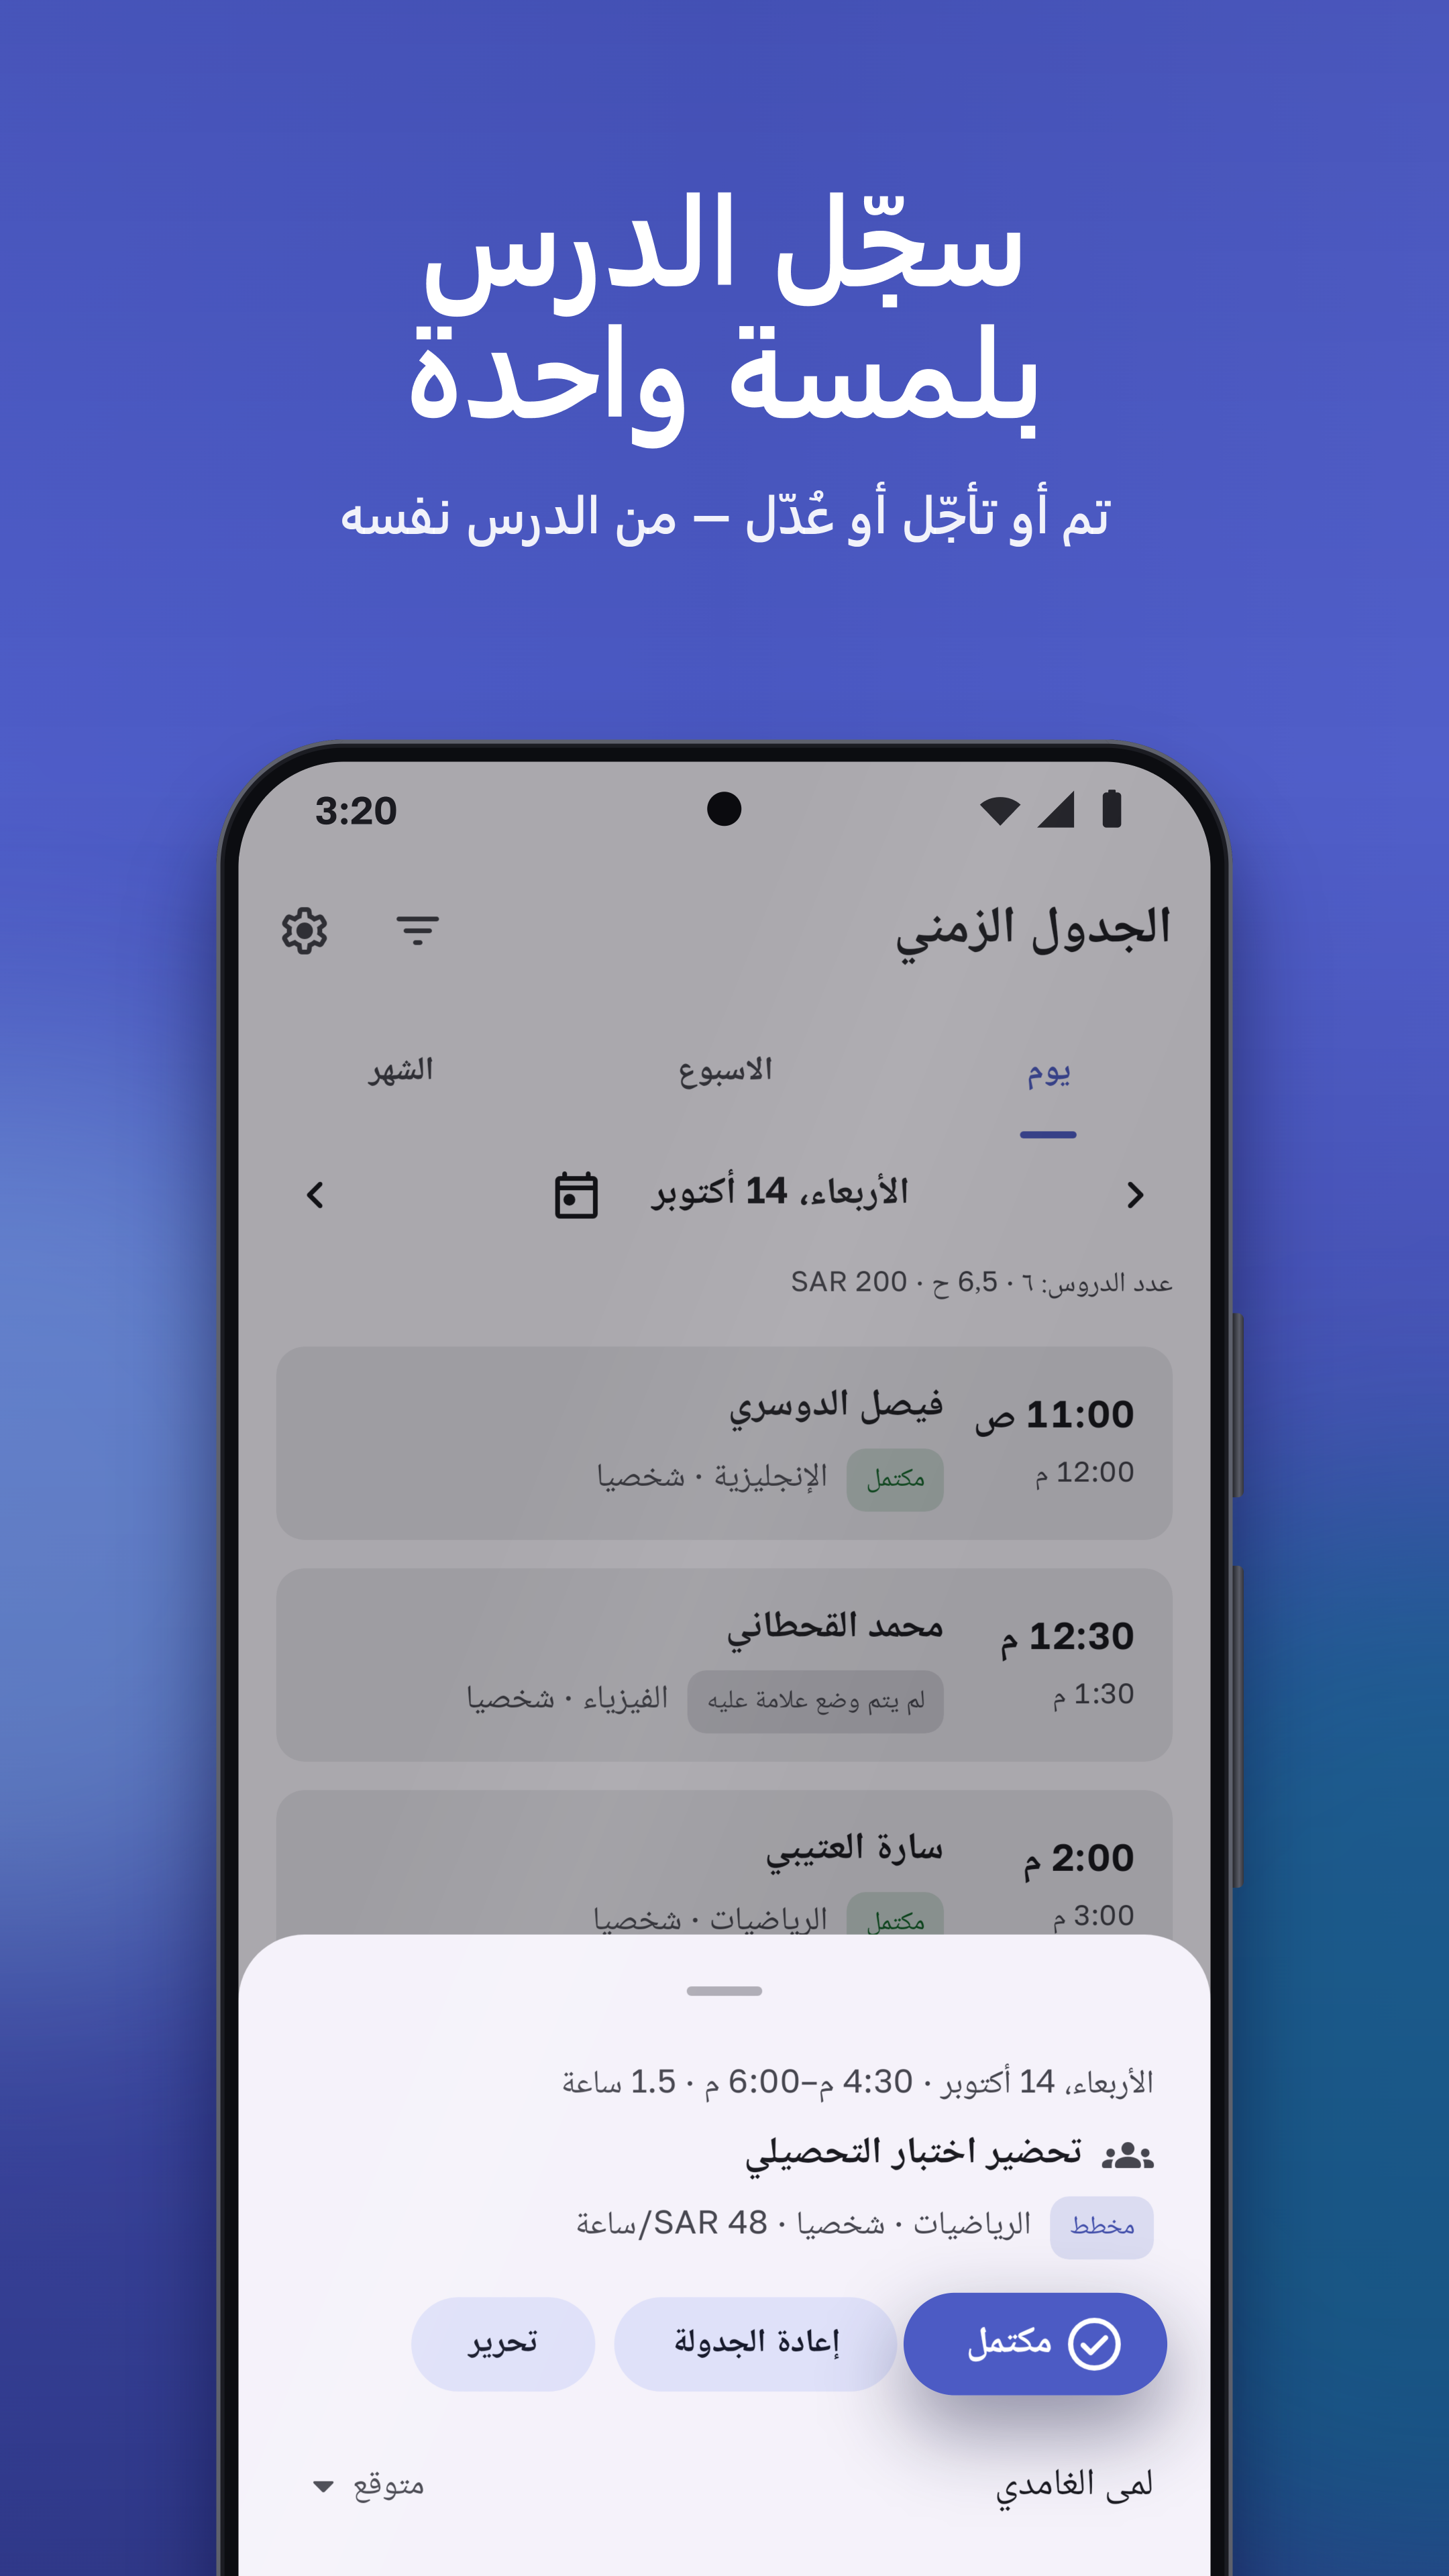 سجّل الدرس
بلمسة واحدة
تم أو تأجّل أو عُدّل – من الدرس نفسه
3:20
الجدول الزمني
يوم
الاسبوع
الشهر
الأربعاء، 14 أكتوبر
عدد الدروس: ٦ · 6,5 ح · SAR 200
11:00 ص
فيصل الدوسري
12:00 م
مكتمل
الإنجليزية · شخصيا
12:30 م
محمد القحطاني
1:30 م
لم يتم وضع علامة عليه
الفيزياء · شخصيا
2:00 م
سارة العتيبي
3:00 م
مكتمل
الرياضيات · شخصيا
الأربعاء، 14 أكتوبر · 4:30 م–6:00 م · 1.5 ساعة
تحضير اختبار التحصيلي
مخطط
الرياضيات · شخصيا · SAR 48/ساعة
مكتمل
إعادة الجدولة
تحرير
لمى الغامدي
متوقع